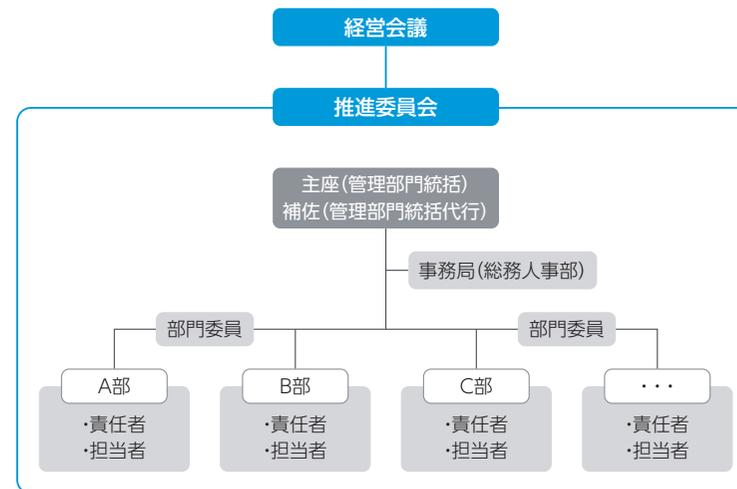 経営会議
推進委員会
主座(管理部門統括)
補佐(管理部門統括代行)
事務局(総務人事部)
部門委員
部門委員
A部
B部
C部
・・・
・責任者
・担当者
・責任者
・担当者
・責任者
・担当者
・責任者
・担当者